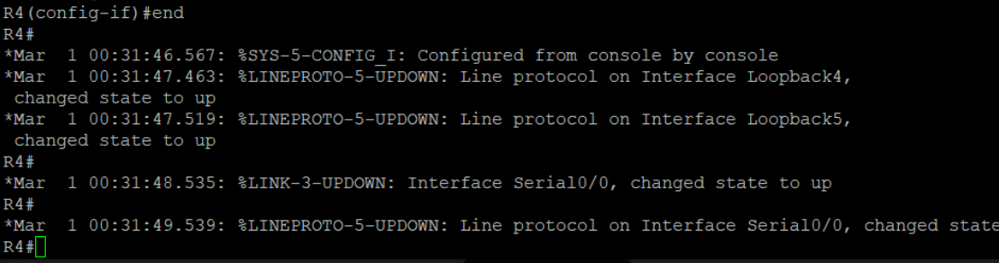 R4(config-if)#end
R4#
*Mar  1 00:31:46.567: %SYS-5-CONFIG_I: Configured from console by console
*Mar  1 00:31:47.463: %LINEPROTO-5-UPDOWN: Line protocol on Interface Loopback4,
 changed state to up
*Mar  1 00:31:47.519: %LINEPROTO-5-UPDOWN: Line protocol on Interface Loopback5,
 changed state to up
R4#
*Mar  1 00:31:48.535: %LINK-3-UPDOWN: Interface Serial0/0, changed state to up
R4#
*Mar  1 00:31:49.539: %LINEPROTO-5-UPDOWN: Line protocol on Interface Serial0/0, changed state
R4#